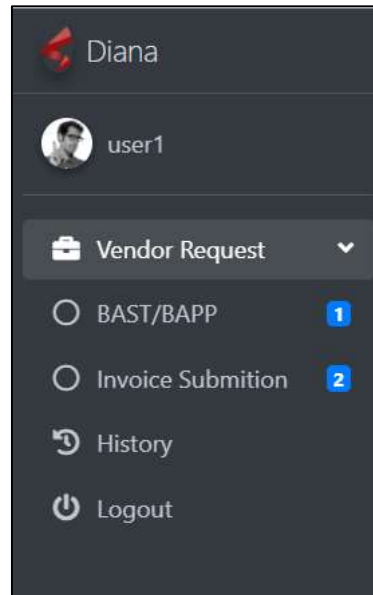 Diana
user1
Vendor Request
BAST/BAPP 1
Invoice Submition 2
History
Logout